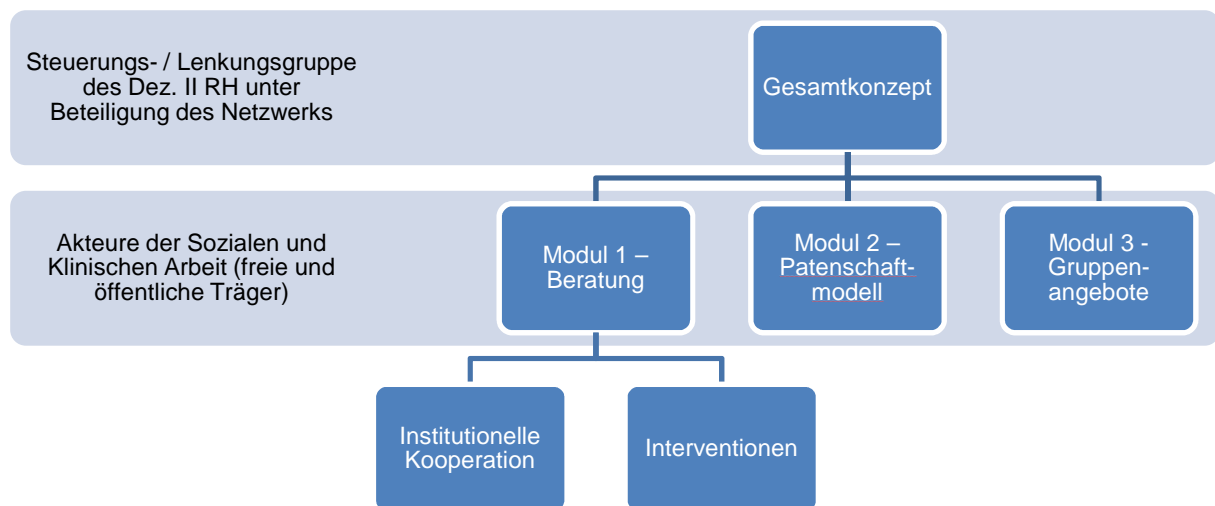 Steuerungs- / Lenkungsgruppe
des Dez. II RH unter
Beteiligung des Netzwerks
Gesamtkonzept
Akteure der Sozialen und
Klinischen Arbeit (freie und
öffentliche Träger)
Modul 1 –
Beratung
Modul 2 –
Patenschaft-
modell
Modul 3 -
Gruppen-
angebote
Institutionelle
Kooperation
Interventionen